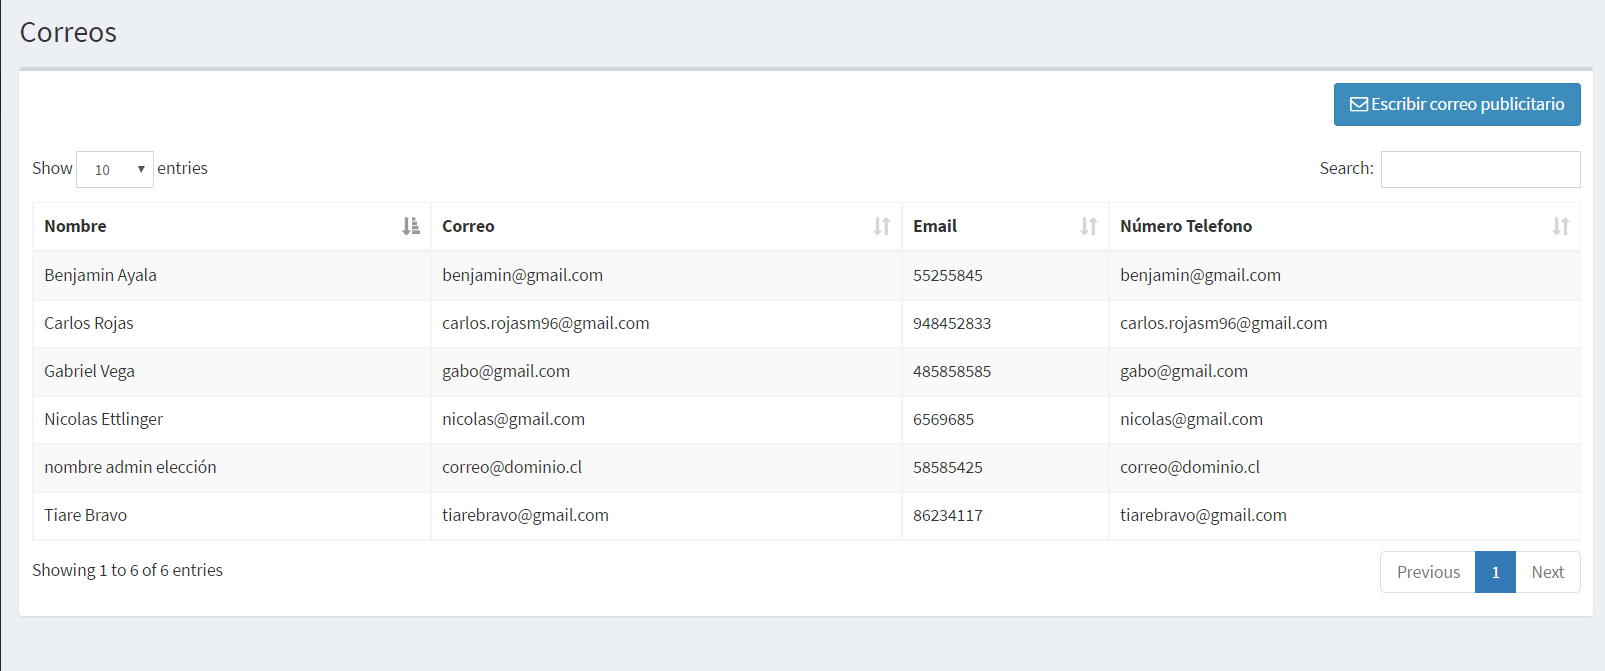 Correos
Escribir correo publicitario
Show 10 entries Search:
Nombre Correo Email Número Telefono
Benjamin Ayala benjamin@gmail.com 55255845 benjamin@gmail.com
Carlos Rojas carlos.rojasm96@gmail.com 948452833 carlos.rojasm96@gmail.com
Gabriel Vega gabo@gmail.com 485858585 gabo@gmail.com
Nicolas Ettlinger nicolas@gmail.com 6569685 nicolas@gmail.com
nombre admin elección correo@dominio.cl 58585425 correo@dominio.cl
Tiare Bravo tiarebravo@gmail.com 86234117 tiarebravo@gmail.com
Showing 1 to 6 of 6 entries Previous 1 Next